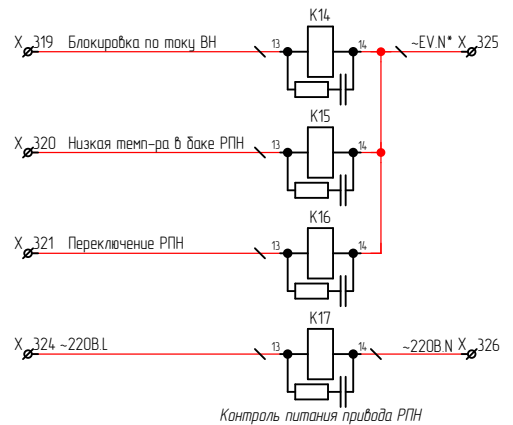 K14
X 319 Блокировка по току ВН 13 14 ~EV.N* X 325
K15
X 320 Низкая темп-ра в баке РПН 13 14
K16
X 321 Переключение РПН 13 14
K17
X 324 ~220В.L 13 14 ~220В.N X 326
Контроль питания привода РПН